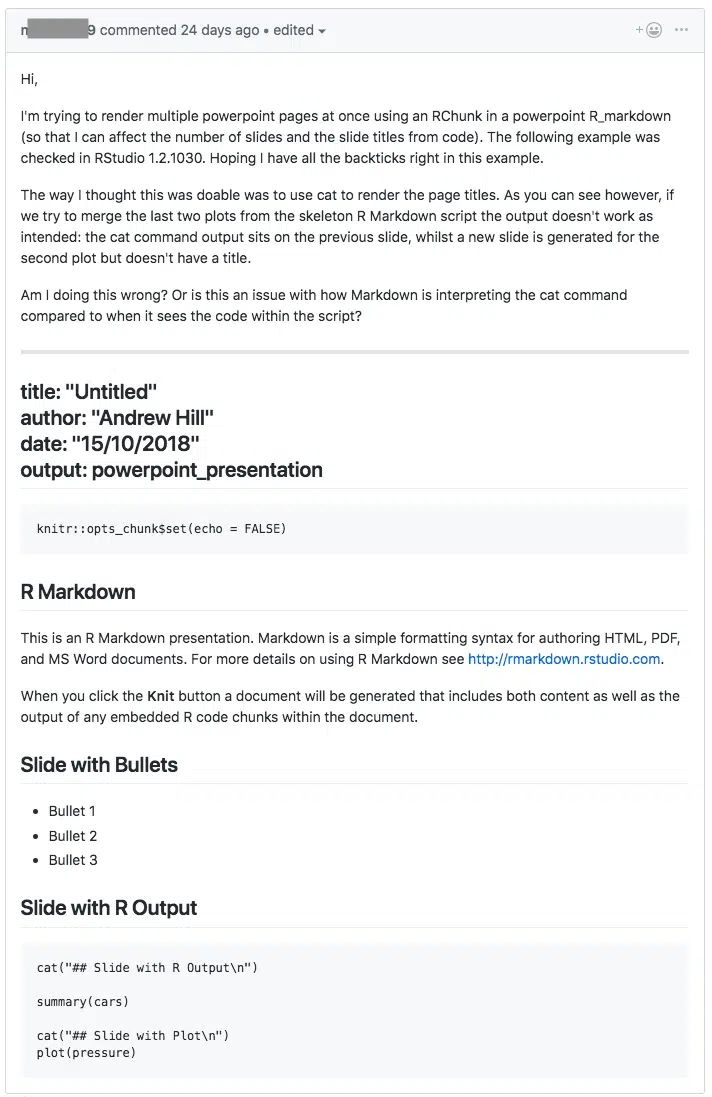 commented 24 days ago • edited
Hi,
I'm trying to render multiple powerpoint pages at once using an RChunk in a powerpoint R_markdown
(so that I can affect the number of slides and the slide titles from code). The following example was
checked in RStudio 1.2.1030. Hoping I have all the backticks right in this example.
The way I thought this was doable was to use cat to render the page titles. As you can see however, if
we try to merge the last two plots from the skeleton R Markdown script the output doesn't work as
intended: the cat command output sits on the previous slide, whilst a new slide is generated for the
second plot but doesn't have a title.
Am I doing this wrong? Or is this an issue with how Markdown is interpreting the cat command
compared to when it sees the code within the script?
title: "Untitled"
author: "Andrew Hill"
date: "15/10/2018"
output: powerpoint_presentation
knitr::opts_chunk$set(echo = FALSE)
R Markdown
This is an R Markdown presentation. Markdown is a simple formatting syntax for authoring HTML, PDF,
and MS Word documents. For more details on using R Markdown see http://rmarkdown.rstudio.com.
When you click the Knit button a document will be generated that includes both content as well as the
output of any embedded R code chunks within the document.
Slide with Bullets
• Bullet 1
• Bullet 2
• Bullet 3
Slide with R Output
cat("## Slide with R Output\n")
summary(cars)
cat("## Slide with Plot\n")
plot(pressure)